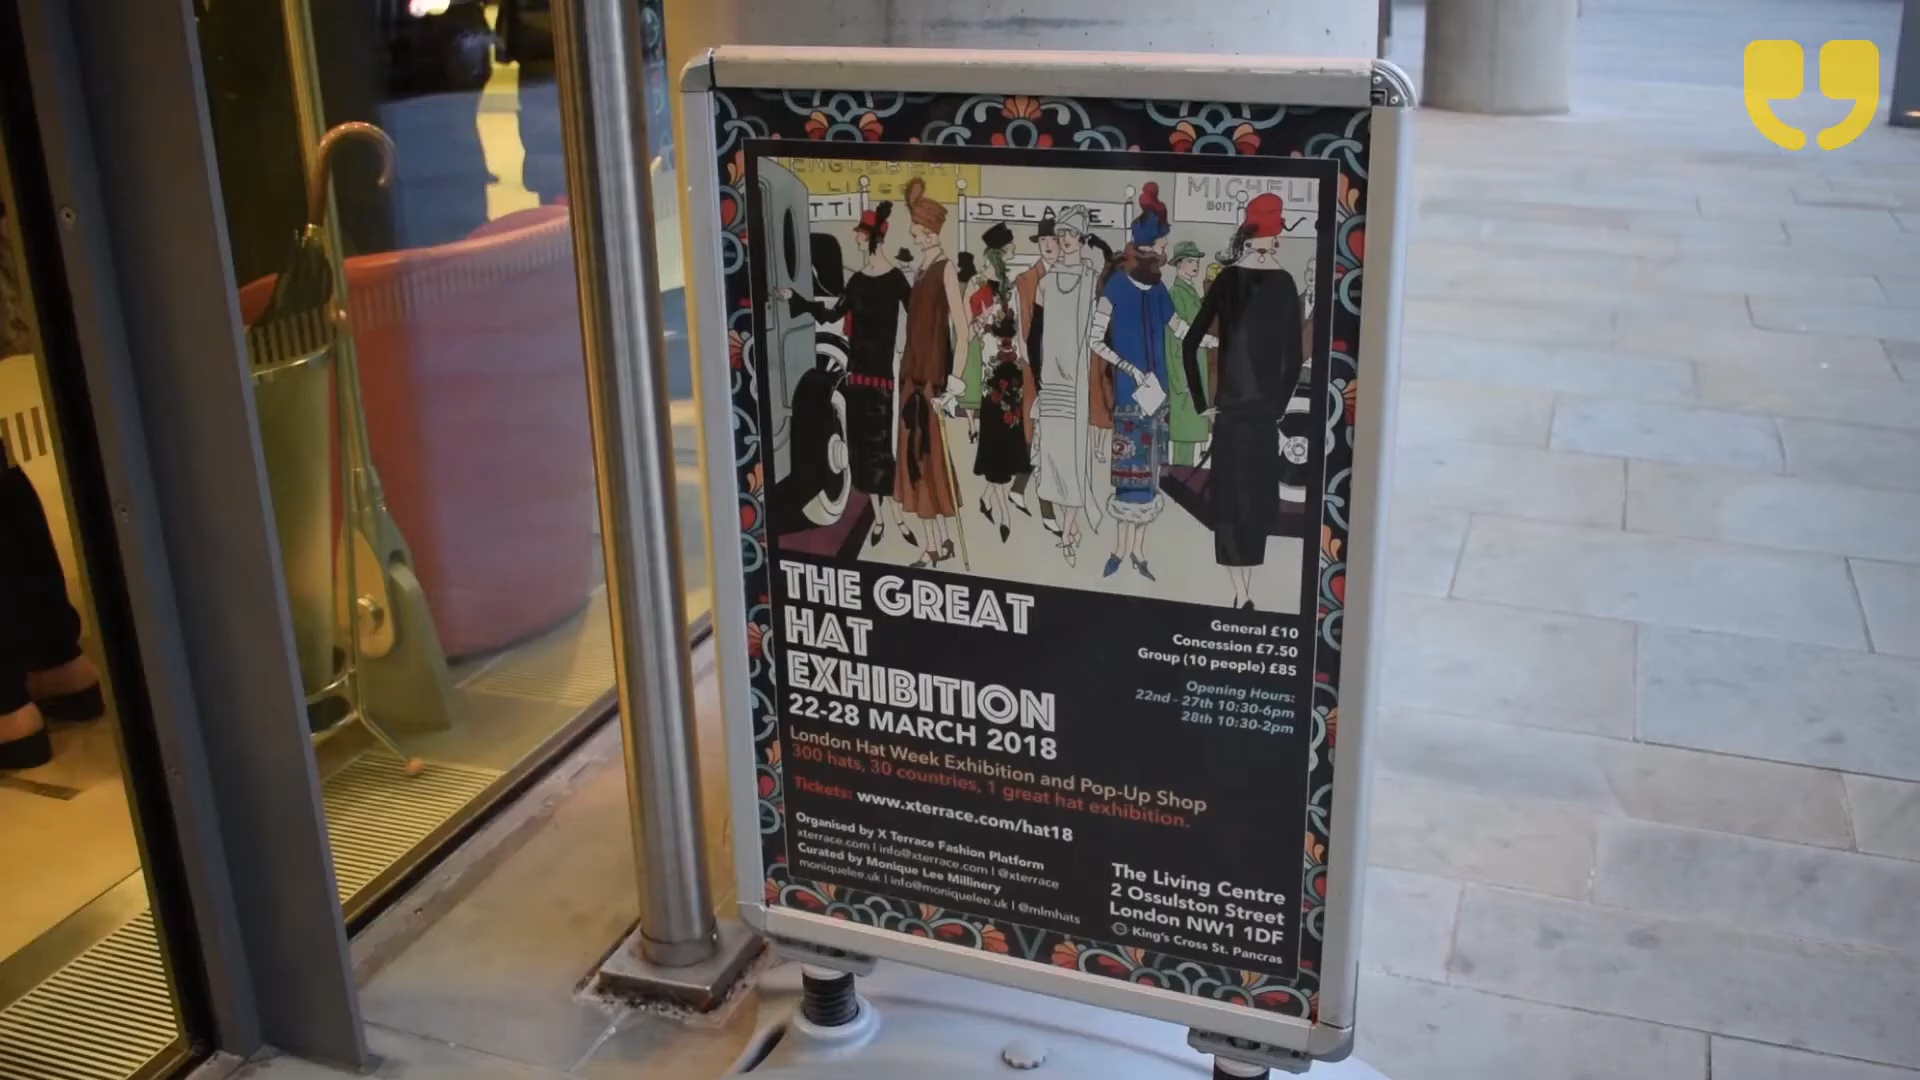 ENGLEBERT
MICHELI
BOIT
TTI
THE GREAT
HAT
EXHIBITION
22-28 MARCH 2018
London Hat Week Exhibition and Pop-Up Shop
300 hats, 30 countries, 1 great hat exhibition.
Tickets: www.xterrace.com/hat18
Organised by X Terrace Fashion Platform
xterrace.com | info@xterrace.com | @xterrace
Curated by Monique Lee Millinery
moniquelee.uk | info@moniquelee.uk | @mlmhats
General £10
Concession £7.50
Group (10 people) £85
Opening Hours:
22nd - 27th 10:30-6pm
28th 10:30-2pm
The Living Centre
2 Ossulston Street
London NW1 1DF
King's Cross St. Pancras